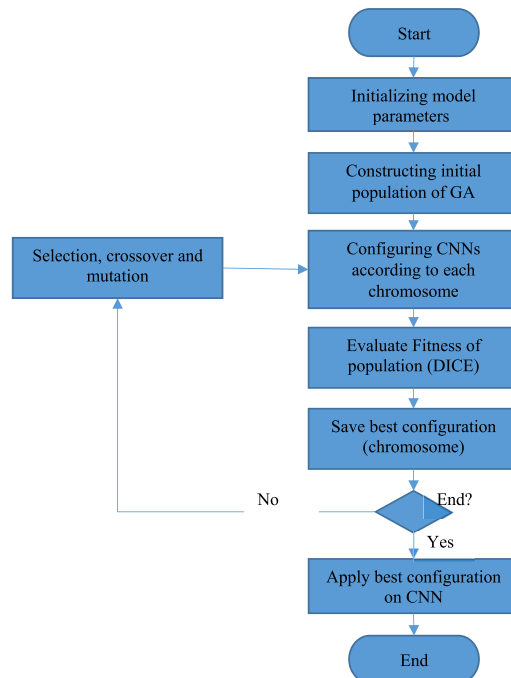 Start
Initializing model
parameters
Constructing initial
population of GA
Selection, crossover and
mutation
Configuring CNNs
according to each
chromosome
Evaluate Fitness of
population (DICE)
Save best configuration
(chromosome)
No
End?
Yes
Apply best configuration
on CNN
End